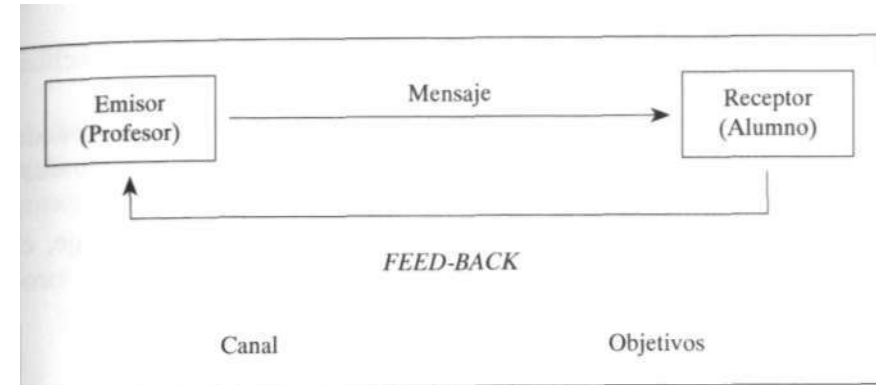 Emisor
(Profesor)
Mensaje
Receptor
(Alumno)
FEED-BACK
Canal
Objetivos